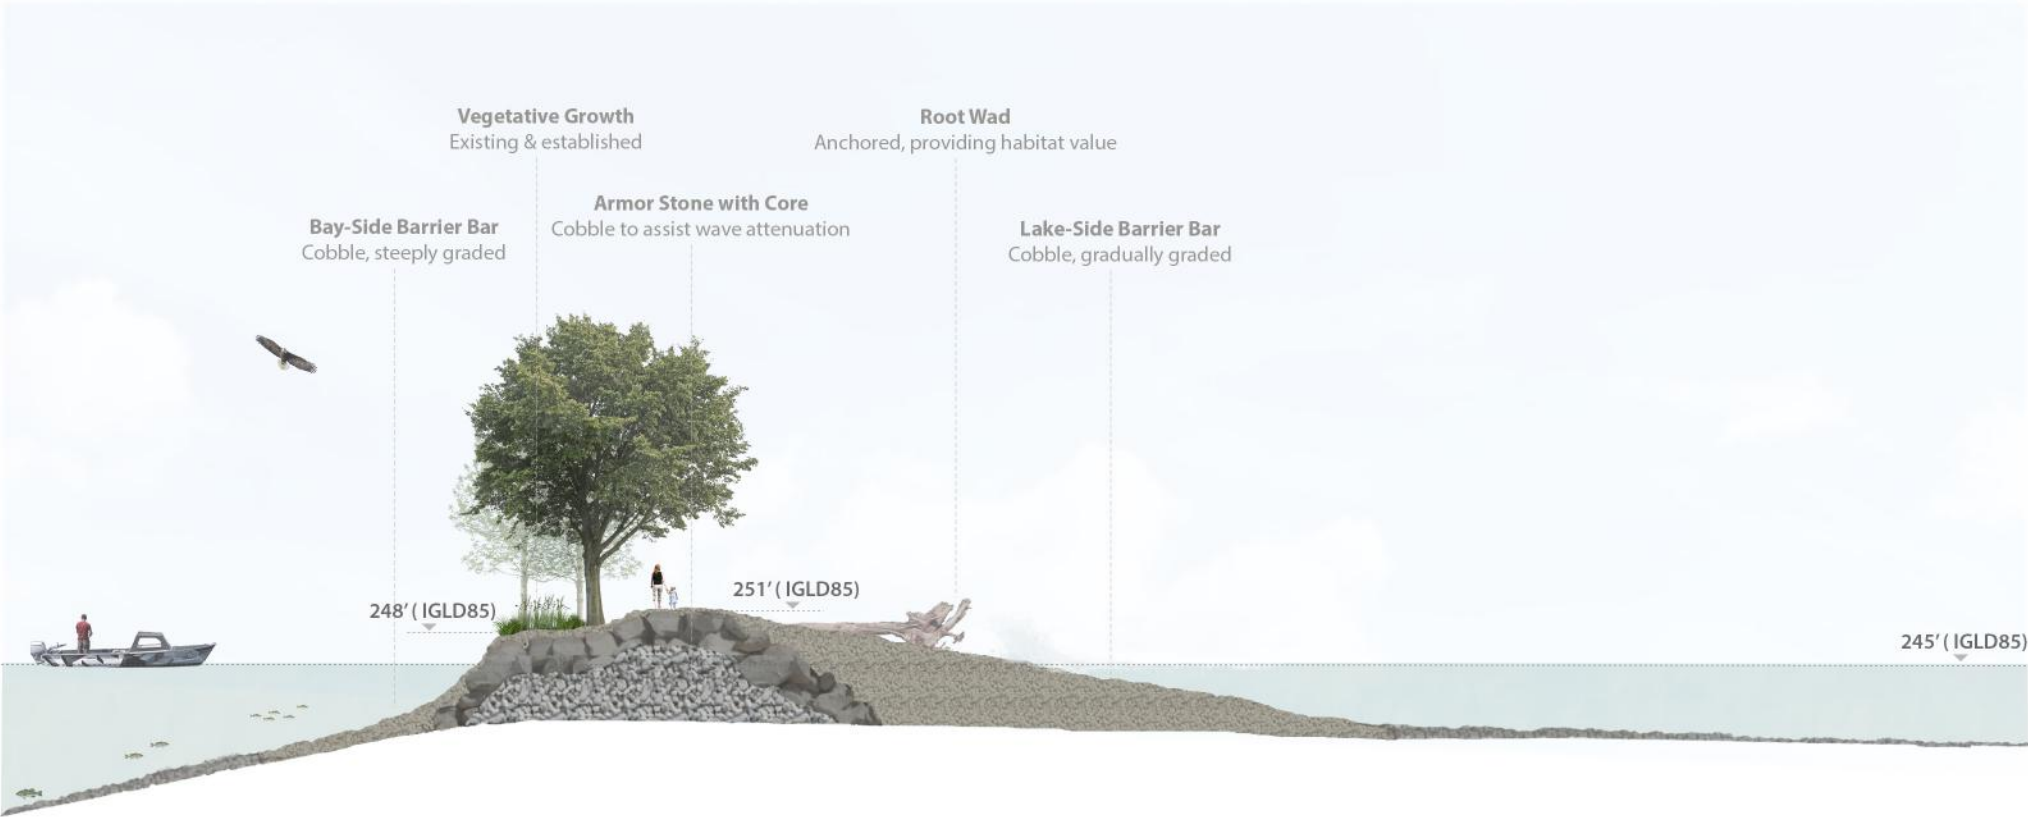 Vegetative Growth
Existing & established
Root Wad
Anchored, providing habitat value
Armor Stone with Core
Cobble to assist wave attenuation
Bay-Side Barrier Bar
Cobble, steeply graded
Lake-Side Barrier Bar
Cobble, gradually graded
251’ ( IGLD85)
248’ ( IGLD85)
245’ ( IGLD85)